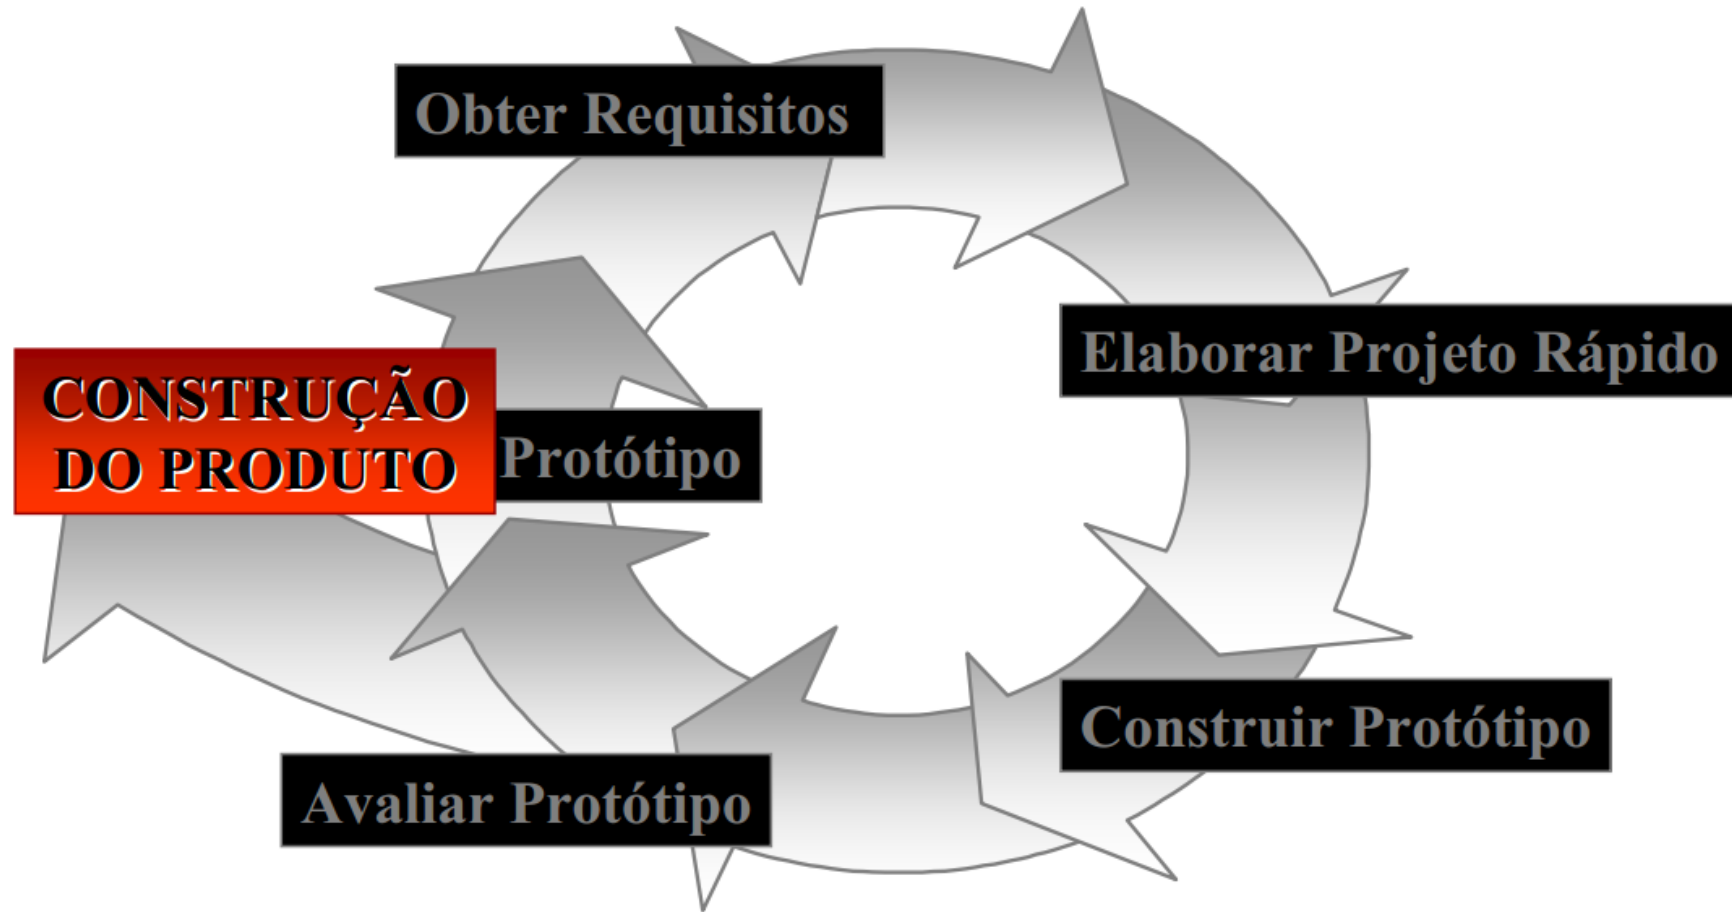 Obter Requisitos
Elaborar Projeto Rápido
CONSTRUÇÃO
DO PRODUTO
Protótipo
Construir Protótipo
Avaliar Protótipo